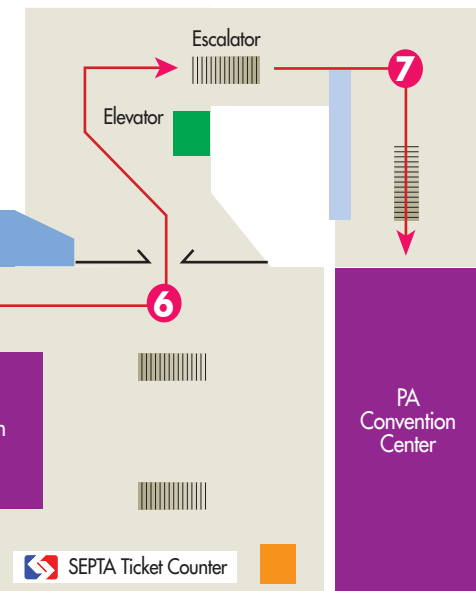 Escalator
7
Elevator
6
PA
Convention
Center
SEPTA Ticket Counter